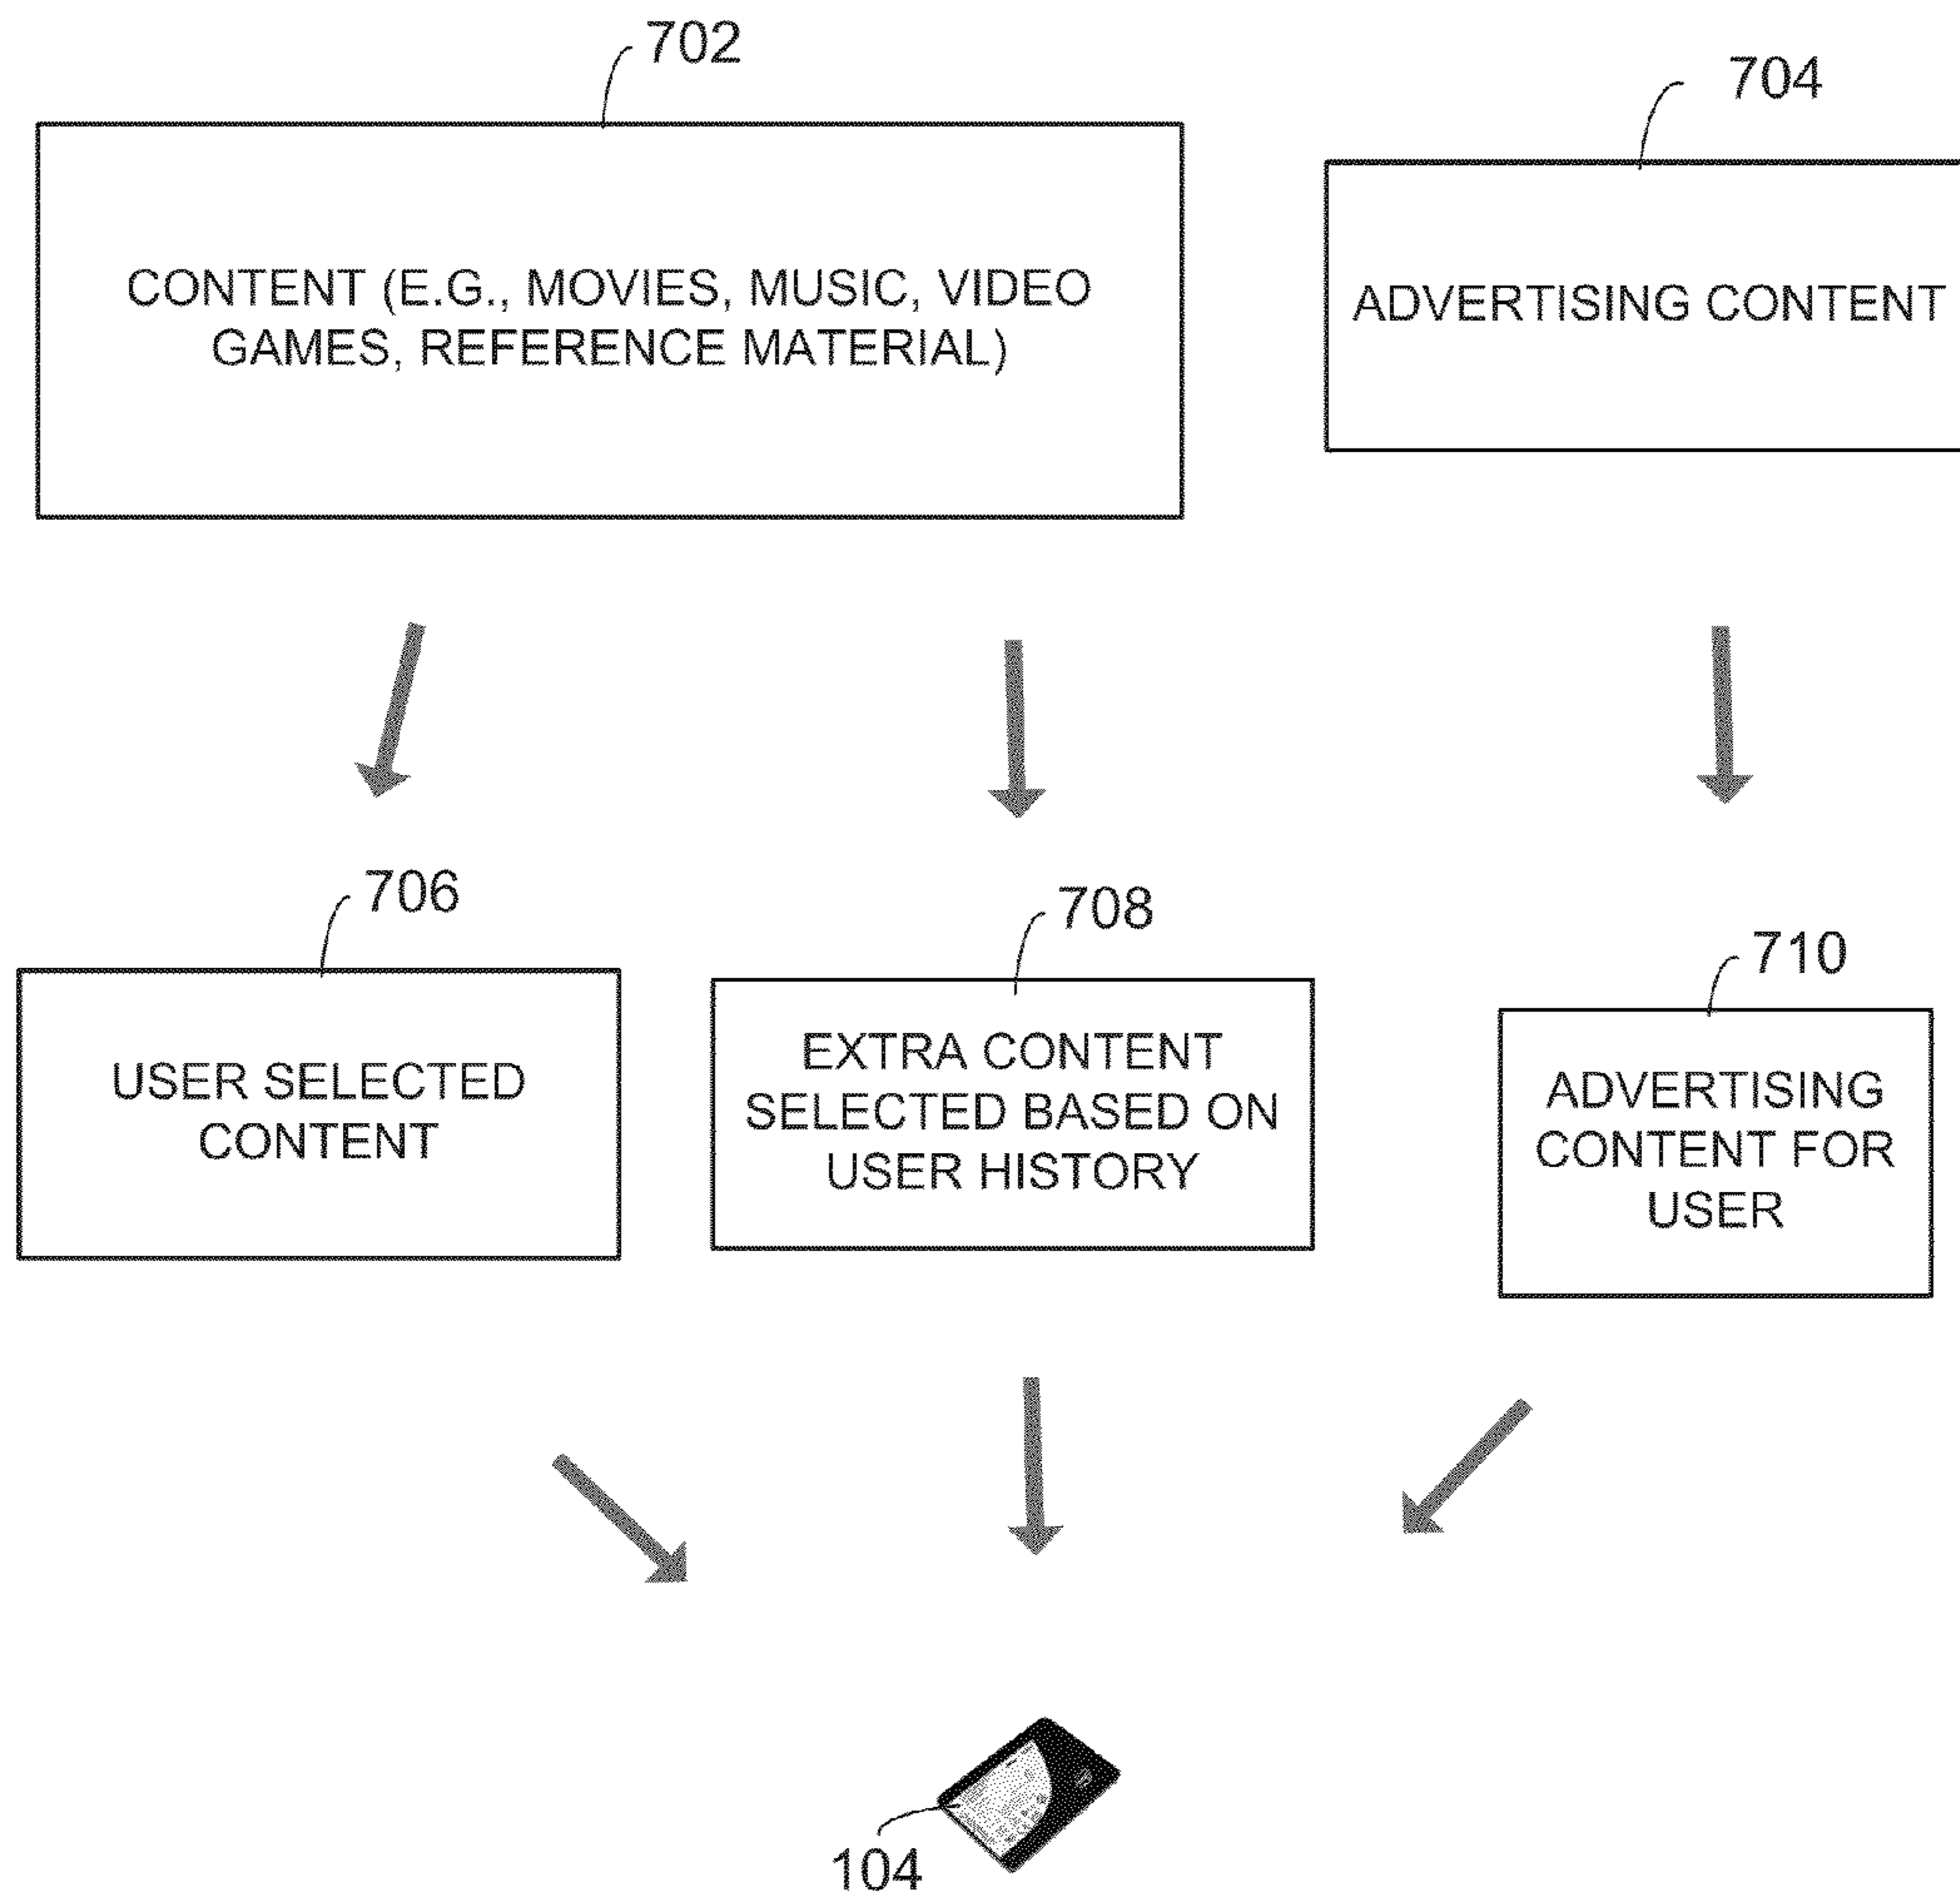 702
704
CONTENT (E.G., MOVIES, MUSIC, VIDEO
GAMES, REFERENCE MATERIAL)
ADVERTISING CONTENT
706
708
710
USER SELECTED
CONTENT
EXTRA CONTENT
SELECTED BASED ON
USER HISTORY
ADVERTISING
CONTENT FOR
USER
104